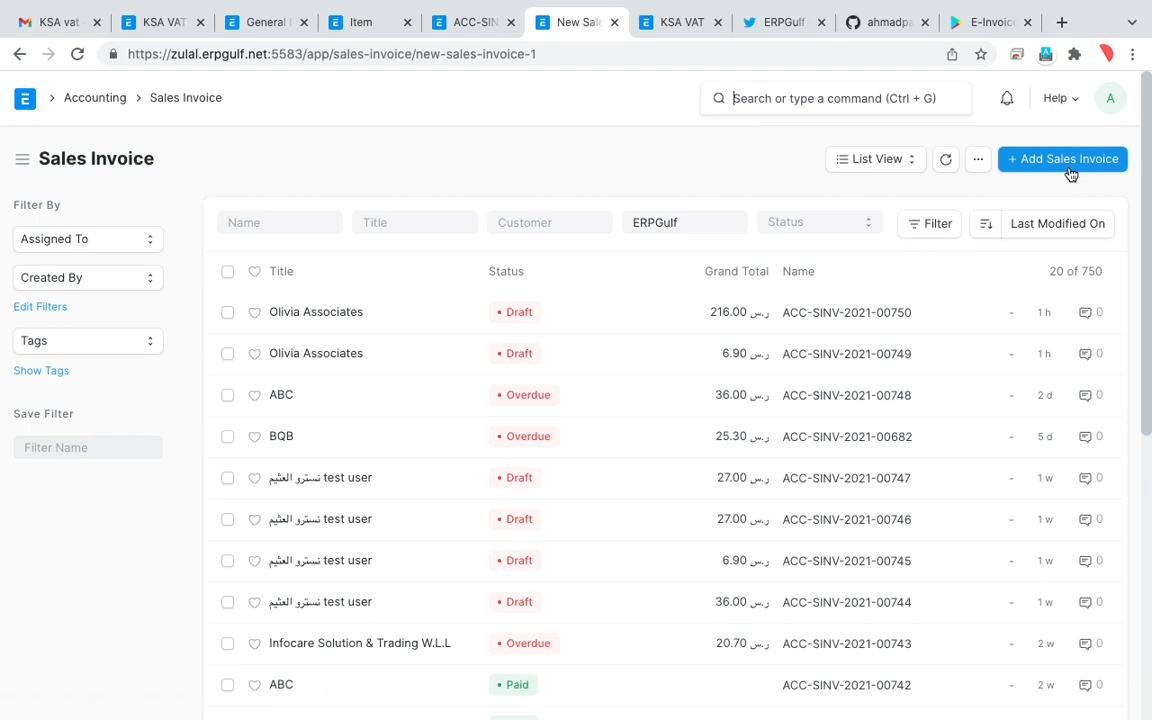 KSA vat
KSA VAT
General
Item
ACC-SIN
New Sale
KSA VAT
ERPGulf
ahmadpa
E-Invoic
https://zulal.erpgulf.net:5583/app/sales-invoice/new-sales-invoice-1
E
Accounting
Sales Invoice
Search or type a command (Ctrl + G)
Help
A
Sales Invoice
List View
+ Add Sales Invoice
Filter By
Assigned To
Created By
Edit Filters
Tags
Show Tags
Save Filter
Filter Name
Name
Title
Customer
ERPGulf
Status
Filter
Last Modified On
Title Status Grand Total Name 20 of 750
Olivia Associates • Draft ر.س 216.00 ACC-SINV-2021-00750 - 1 h 0
Olivia Associates • Draft ر.س 6.90 ACC-SINV-2021-00749 - 1 h 0
ABC • Overdue ر.س 36.00 ACC-SINV-2021-00748 - 2 d 0
BQB • Overdue ر.س 25.30 ACC-SINV-2021-00682 - 5 d 0
نسترو العثيم test user • Draft ر.س 27.00 ACC-SINV-2021-00747 - 1 w 0
نسترو العثيم test user • Draft ر.س 27.00 ACC-SINV-2021-00746 - 1 w 0
نسترو العثيم test user • Draft ر.س 6.90 ACC-SINV-2021-00745 - 1 w 0
نسترو العثيم test user • Draft ر.س 36.00 ACC-SINV-2021-00744 - 1 w 0
Infocare Solution & Trading W.L.L • Overdue ر.س 20.70 ACC-SINV-2021-00743 - 2 w 0
ABC • Paid ACC-SINV-2021-00742 - 2 w 0